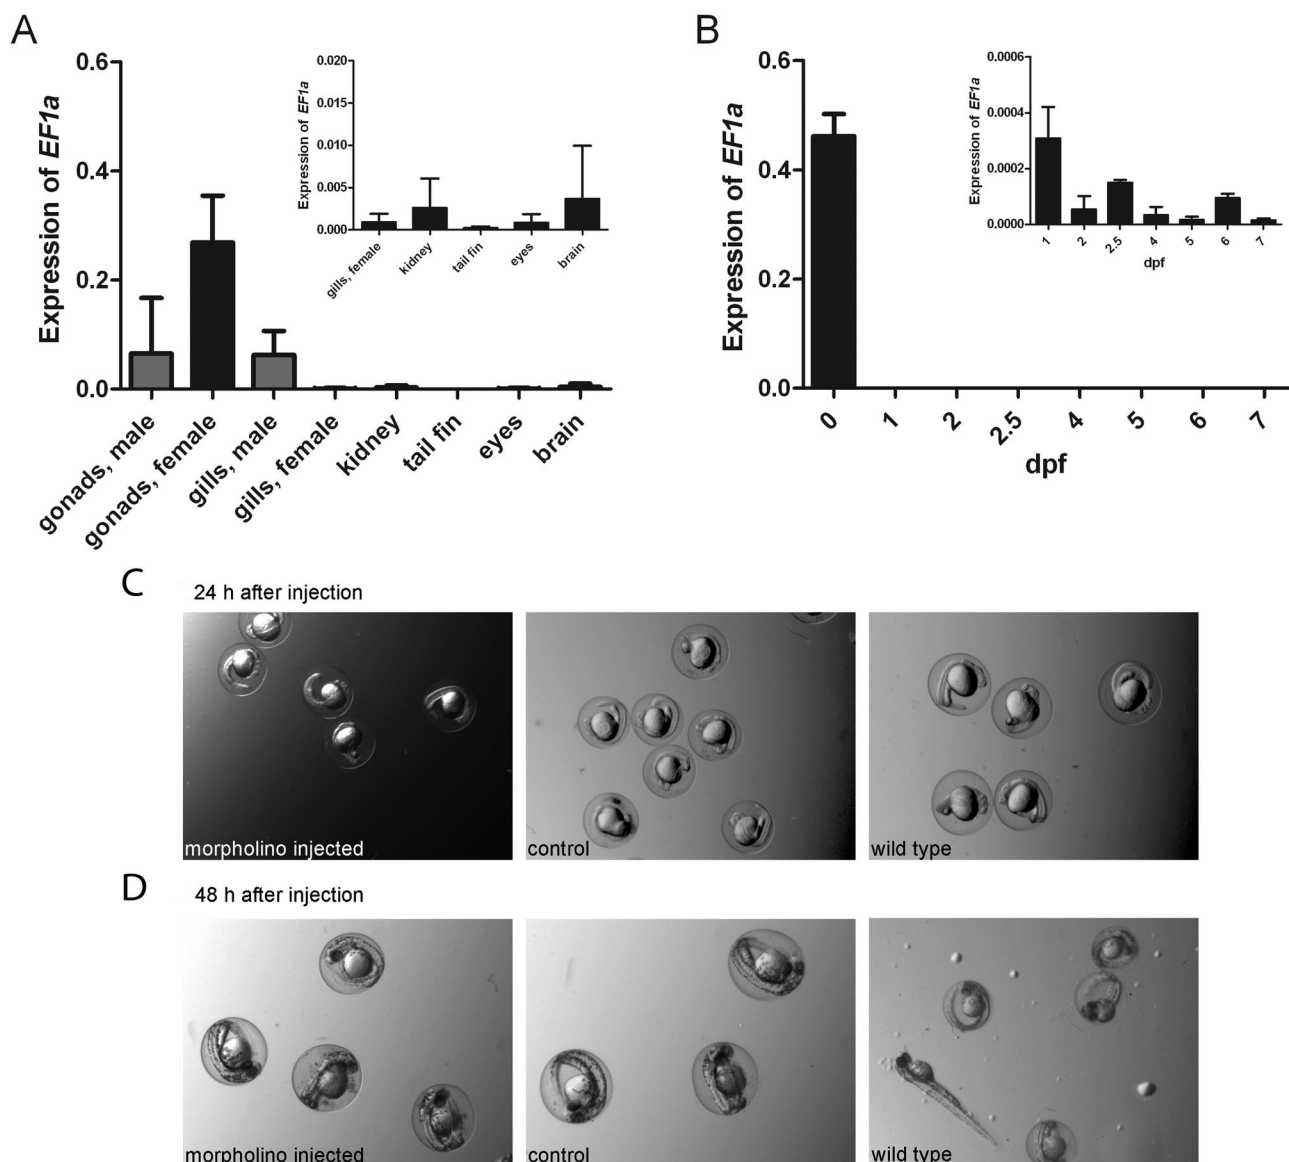 A
B
Expression of EF1a
0.6
0.4
0.2
0.0
gonads, male
gonads, female
gills, male
gills, female
kidney
tail fin
eyes
brain
Expression of EF1a
0.020
0.015
0.010
0.005
0.000
gills, female
kidney
tail fin
eyes
brain
Expression of EF1a
0.6
0.4
0.2
0.0
0
1
2
2.5
4
5
6
7
dpf
Expression of EF1a
0.0006
0.0004
0.0002
0.0000
1
2
2.5
4
5
6
7
dpf
C
24 h after injection
morpholino injected
control
wild type
D
48 h after injection
morpholino injected
control
wild type